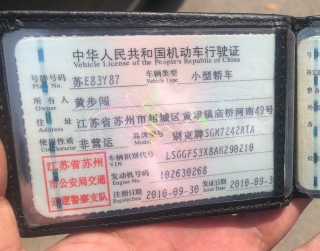 中华人民共和国机动车行驶证
Vehicle License of the People's Republic of China
号牌号码 苏E83Y87 车辆类型 小型轿车
Plate No. Vehicle Type
所有人 黄步闯
Owner
住址 江苏省苏州市相城区黄埭镇庙桥河南49号
Address
使用性质 非营运 品牌型号 别克牌SGM7242ATA
Use Character Model
车辆识别代号 LSGGF53X8AH290210
VIN
发动机号码 102630268
Engine No.
注册日期 2010-09-30 发证日期 2010-09-30
Register Date Issue Date
江苏省苏州
市公安局交通
巡逻警察支队